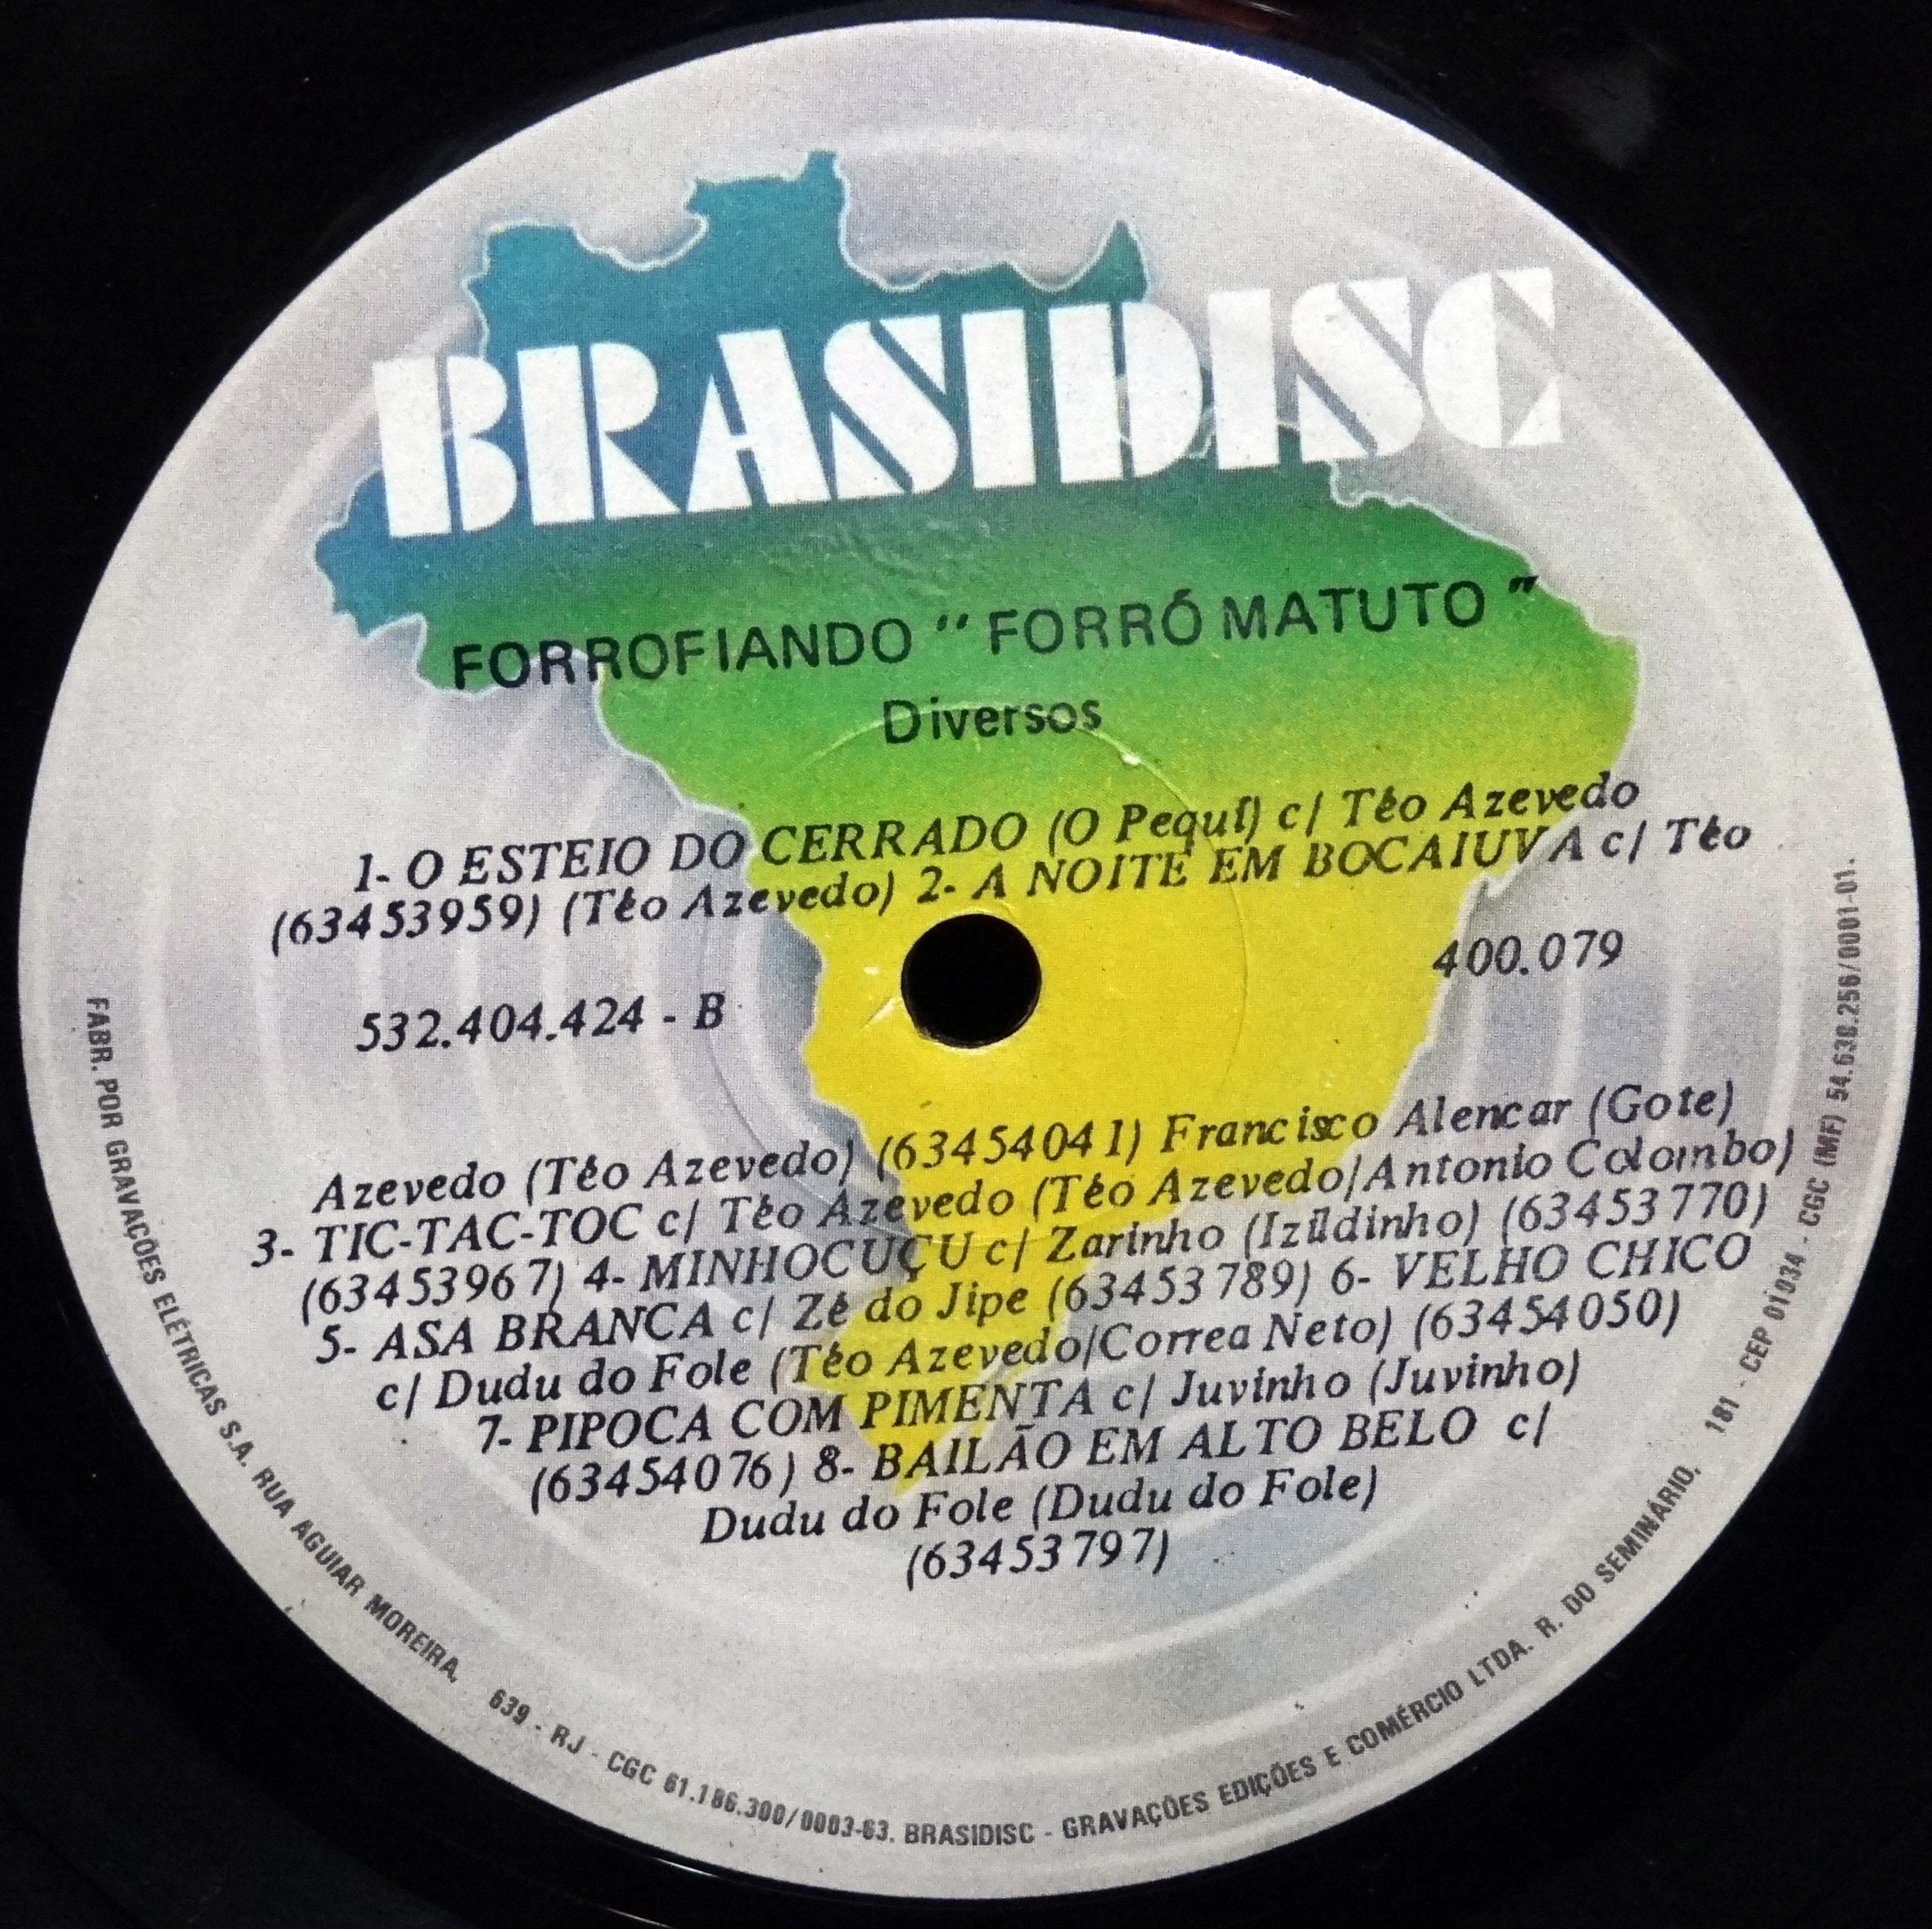 BRASIDISC
FORROFIANDO "FORRÓ MATUTO"
Diversos
1- O ESTEIO DO CERRADO (O Pequí) c/ Téo Azevedo
(63453959) (Téo Azevedo) 2- A NOITE EM BOCAIUVA c/ Téo
400.079
532.404.424 - B
Azevedo (Téo Azevedo) (63454041) Francisco Alencar (Gote)
3- TIC-TAC-TOC c/ Téo Azevedo (Téo Azevedo/Antonio Colombo)
(63453967) 4- MINHOCUÇU c/ Zarinho (Izildinho) (63453770)
5- ASA BRANCA c/ Zé do Jipe (63453789) 6- VELHO CHICO
c/ Dudu do Fole (Téo Azevedo/Correa Neto) (63454050)
7- PIPOCA COM PIMENTA c/ Juvinho (Juvinho)
(63454076) 8- BAILÃO EM ALTO BELO c/
Dudu do Fole (Dudu do Fole)
(63453797)
FABR. POR GRAVAÇÕES ELÉTRICAS S.A. RUA AGUIAR MOREIRA, 639 - RJ - CGC 61.186.300/0003-63. BRASIDISC - GRAVAÇÕES EDIÇÕES E COMÉRCIO LTDA. R. DO SEMINÁRIO, 181 - CEP 01034 - CGC (MF) 54.638.256/0001-01.